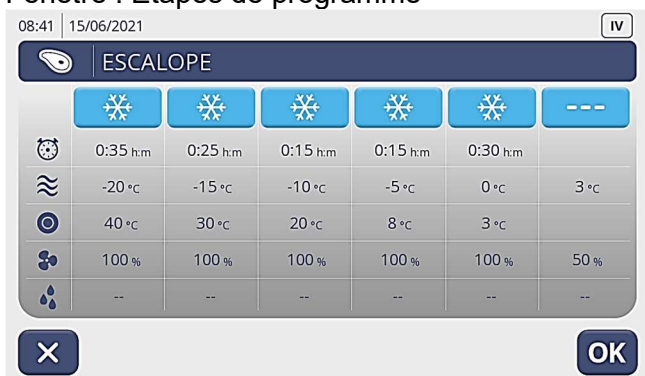 Fenêtre : Etapes de programme
08:41 15/06/2021 IV
ESCALOPE
---
0:35 h:m 0:25 h:m 0:15 h:m 0:15 h:m 0:30 h:m
-20 °C -15 °C -10 °C -5 °C 0 °C 3 °C
40 °C 30 °C 20 °C 8 °C 3 °C
100 % 100 % 100 % 100 % 100 % 50 %
-- -- -- -- -- --
OK